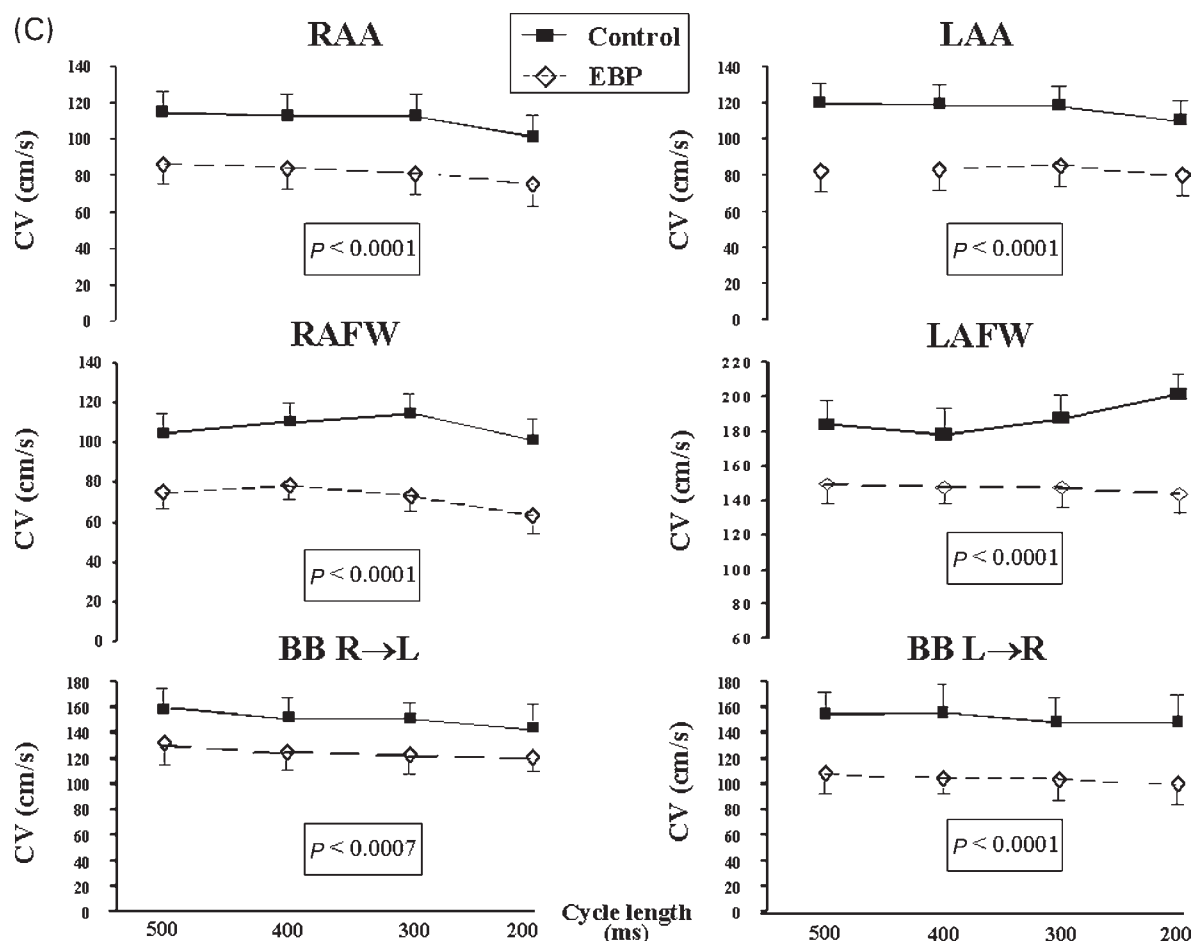 (C)
RAA
Control
EBP
LAA
140
120
100
80
60
40
20
0
CV (cm/s)
P < 0.0001
140
120
100
80
60
40
20
0
CV (cm/s)
P < 0.0001
RAFW
140
120
100
80
60
40
20
0
CV (cm/s)
P < 0.0001
LAFW
220
200
180
160
140
120
100
80
60
CV (cm/s)
P < 0.0001
BB R→L
180
160
140
120
100
80
60
40
20
0
CV (cm/s)
P < 0.0007
500 400 300 200
Cycle length
(ms)
BB L→R
180
160
140
120
100
80
60
40
20
0
CV (cm/s)
P < 0.0001
500 400 300 200